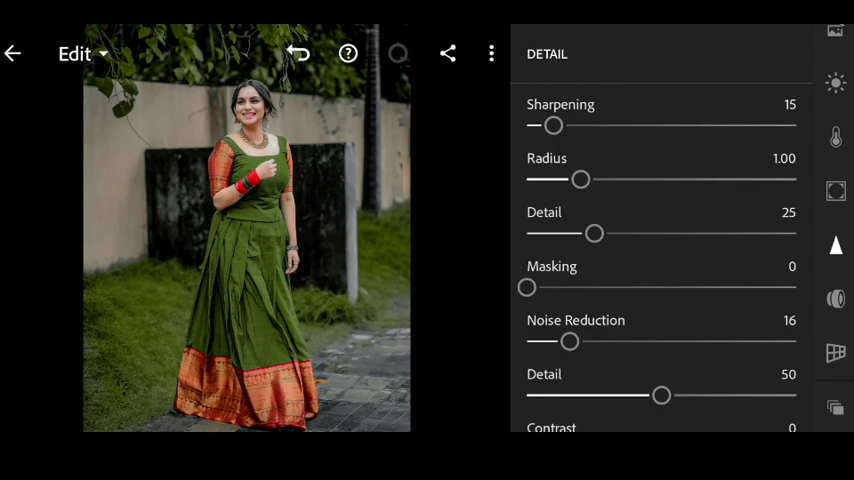 Edit
DETAIL
Sharpening 15
Radius 1.00
Detail 25
Masking 0
Noise Reduction 16
Detail 50
Contrast 0